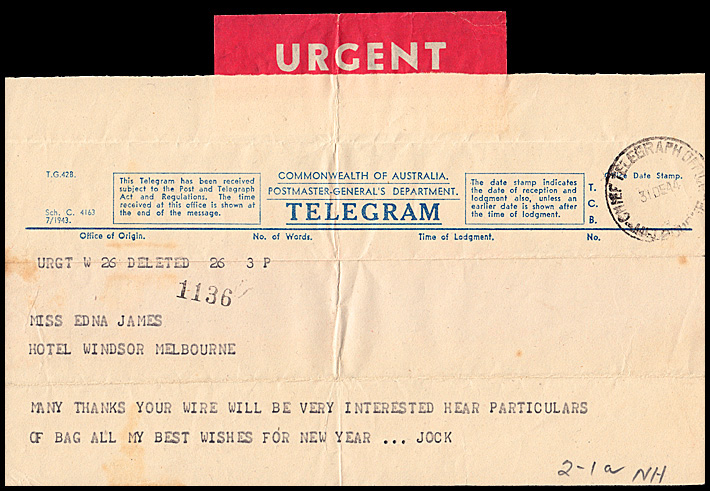 URGENT
T.G.42B.
This Telegram has been received
subject to the Post and Telegraph
Act and Regulations. The time
received at this office is shown at
the end of the message.
Sch. C. 4163
7/1943.
COMMONWEALTH OF AUSTRALIA.
POSTMASTER-GENERAL'S DEPARTMENT.
TELEGRAM
The date stamp indicates
the date of reception and
lodgment also, unless an
earlier date is shown after
the time of lodgment.
T.
C.
B.
Date Stamp.
CHIEF TELEGRAPH
31DE44
Office of Origin. No. of Words. Time of Lodgment. No.
URGT W 26 DELETED 26 3 P
1136
MISS EDNA JAMES
HOTEL WINDSOR MELBOURNE
MANY THANKS YOUR WIRE WILL BE VERY INTERESTED HEAR PARTICULARS
OF BAG ALL MY BEST WISHES FOR NEW YEAR ... JOCK
2-1a NH